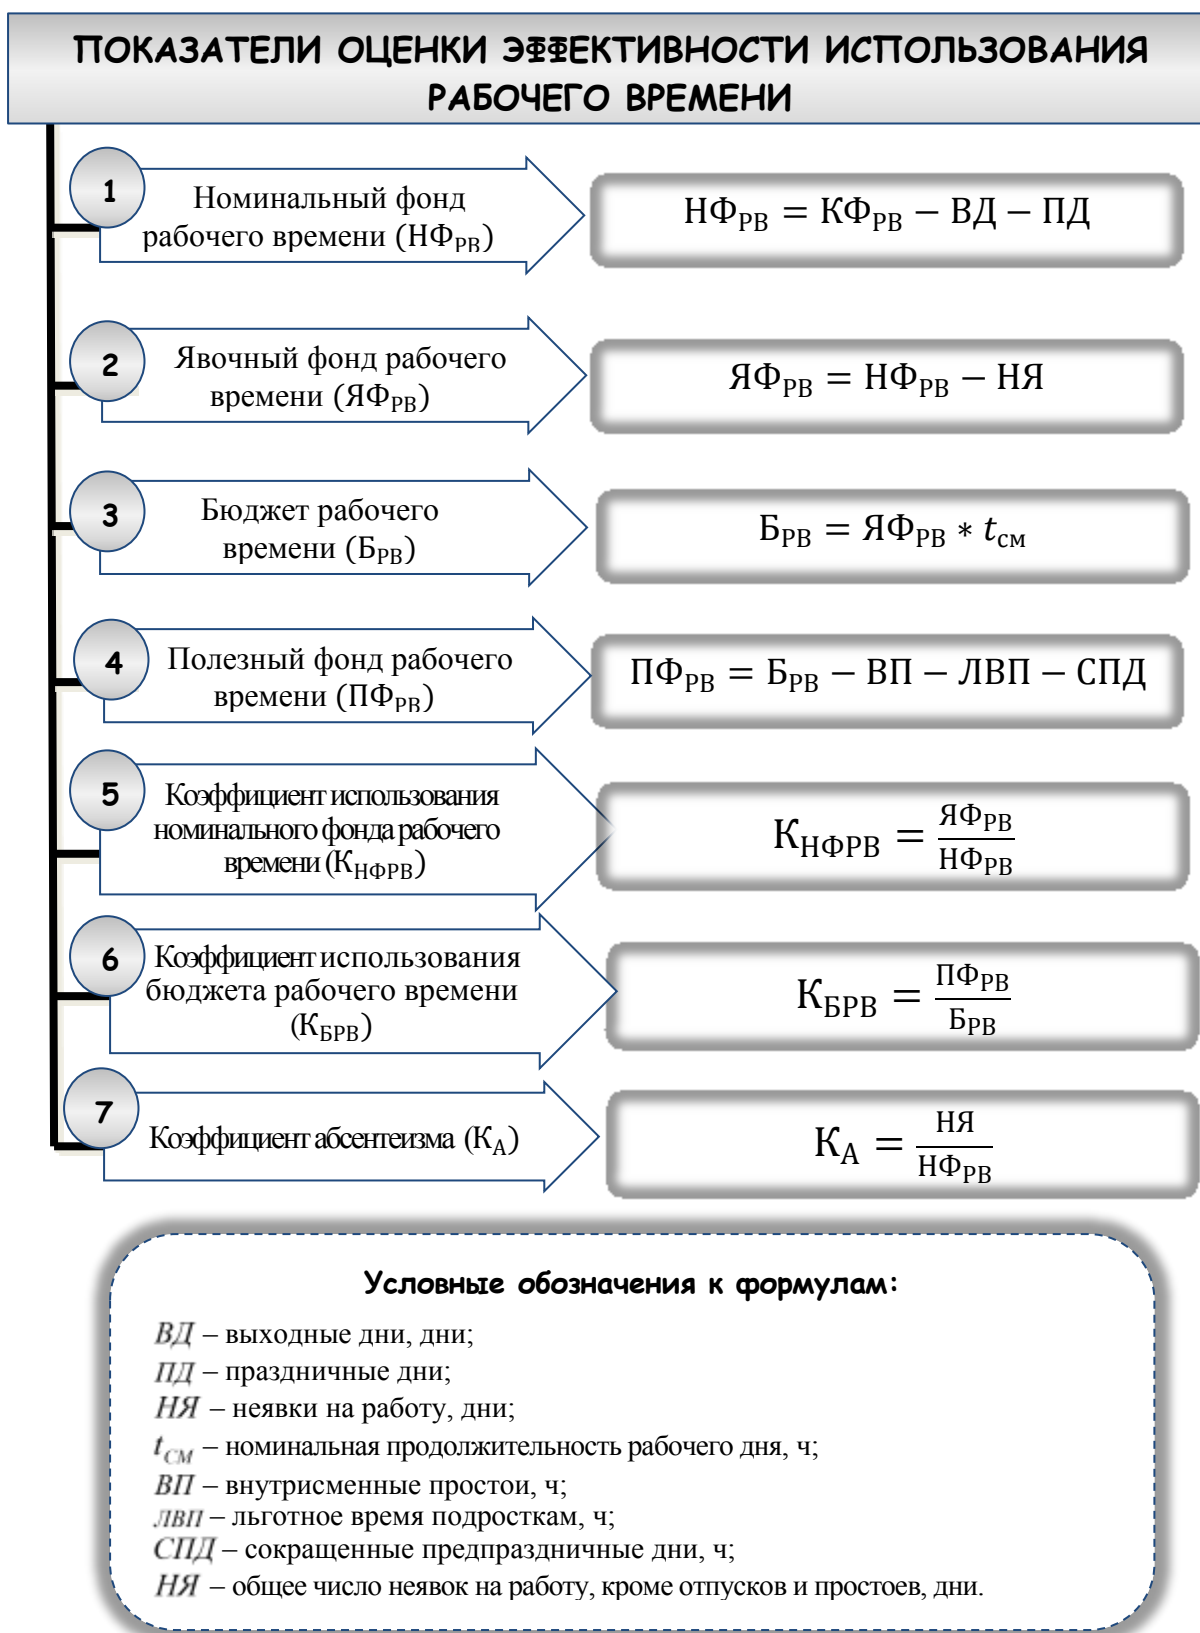 ПОКАЗАТЕЛИ ОЦЕНКИ ЭФФЕКТИВНОСТИ ИСПОЛЬЗОВАНИЯ
РАБОЧЕГО ВРЕМЕНИ
1
Номинальный фонд
рабочего времени (НФРВ)
НФРВ = КФРВ − ВД − ПД
2
Явочный фонд рабочего
времени (ЯФРВ)
ЯФРВ = НФРВ − НЯ
3
Бюджет рабочего
времени (БРВ)
БРВ = ЯФРВ * tсм
4
Полезный фонд рабочего
времени (ПФРВ)
ПФРВ = БРВ − ВП − ЛВП − СПД
5
Коэффициент использования
номинального фонда рабочего
времени (КНФРВ)
КНФРВ = ЯФРВ/НФРВ
6
Коэффициент использования
бюджета рабочего времени
(КБРВ)
КБРВ = ПФРВ/БРВ
7
Коэффициент абсентеизма (КА)
КА = НЯ/НФРВ
Условные обозначения к формулам:
ВД – выходные дни, дни;
ПД – праздничные дни;
НЯ – неявки на работу, дни;
tСМ – номинальная продолжительность рабочего дня, ч;
ВП – внутрисменные простои, ч;
ЛВП – льготное время подросткам, ч;
СПД – сокращенные предпраздничные дни, ч;
НЯ – общее число неявок на работу, кроме отпусков и простоев, дни.